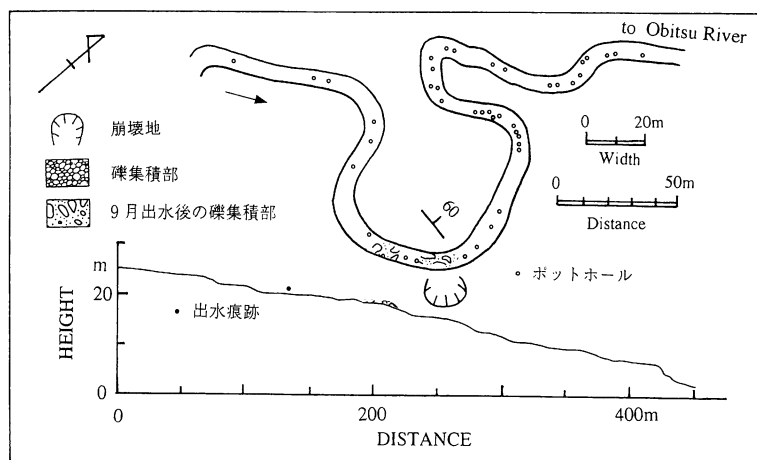 to Obitsu River
崩壊地
礫集積部
9月出水後の礫集積部
0 20m
Width
0 50m
Distance
60
ポットホール
m
20
0
HEIGHT
出水痕跡
0 200 400m
DISTANCE